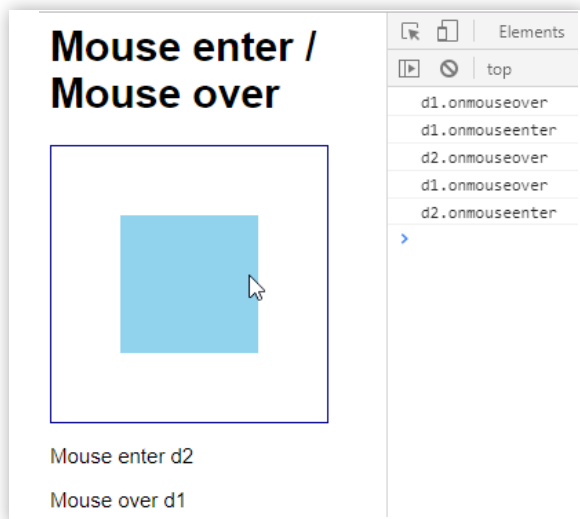 Mouse enter /
Mouse over
Mouse enter d2
Mouse over d1
Elements
top
d1.onmouseover
d1.onmouseenter
d2.onmouseover
d1.onmouseover
d2.onmouseenter